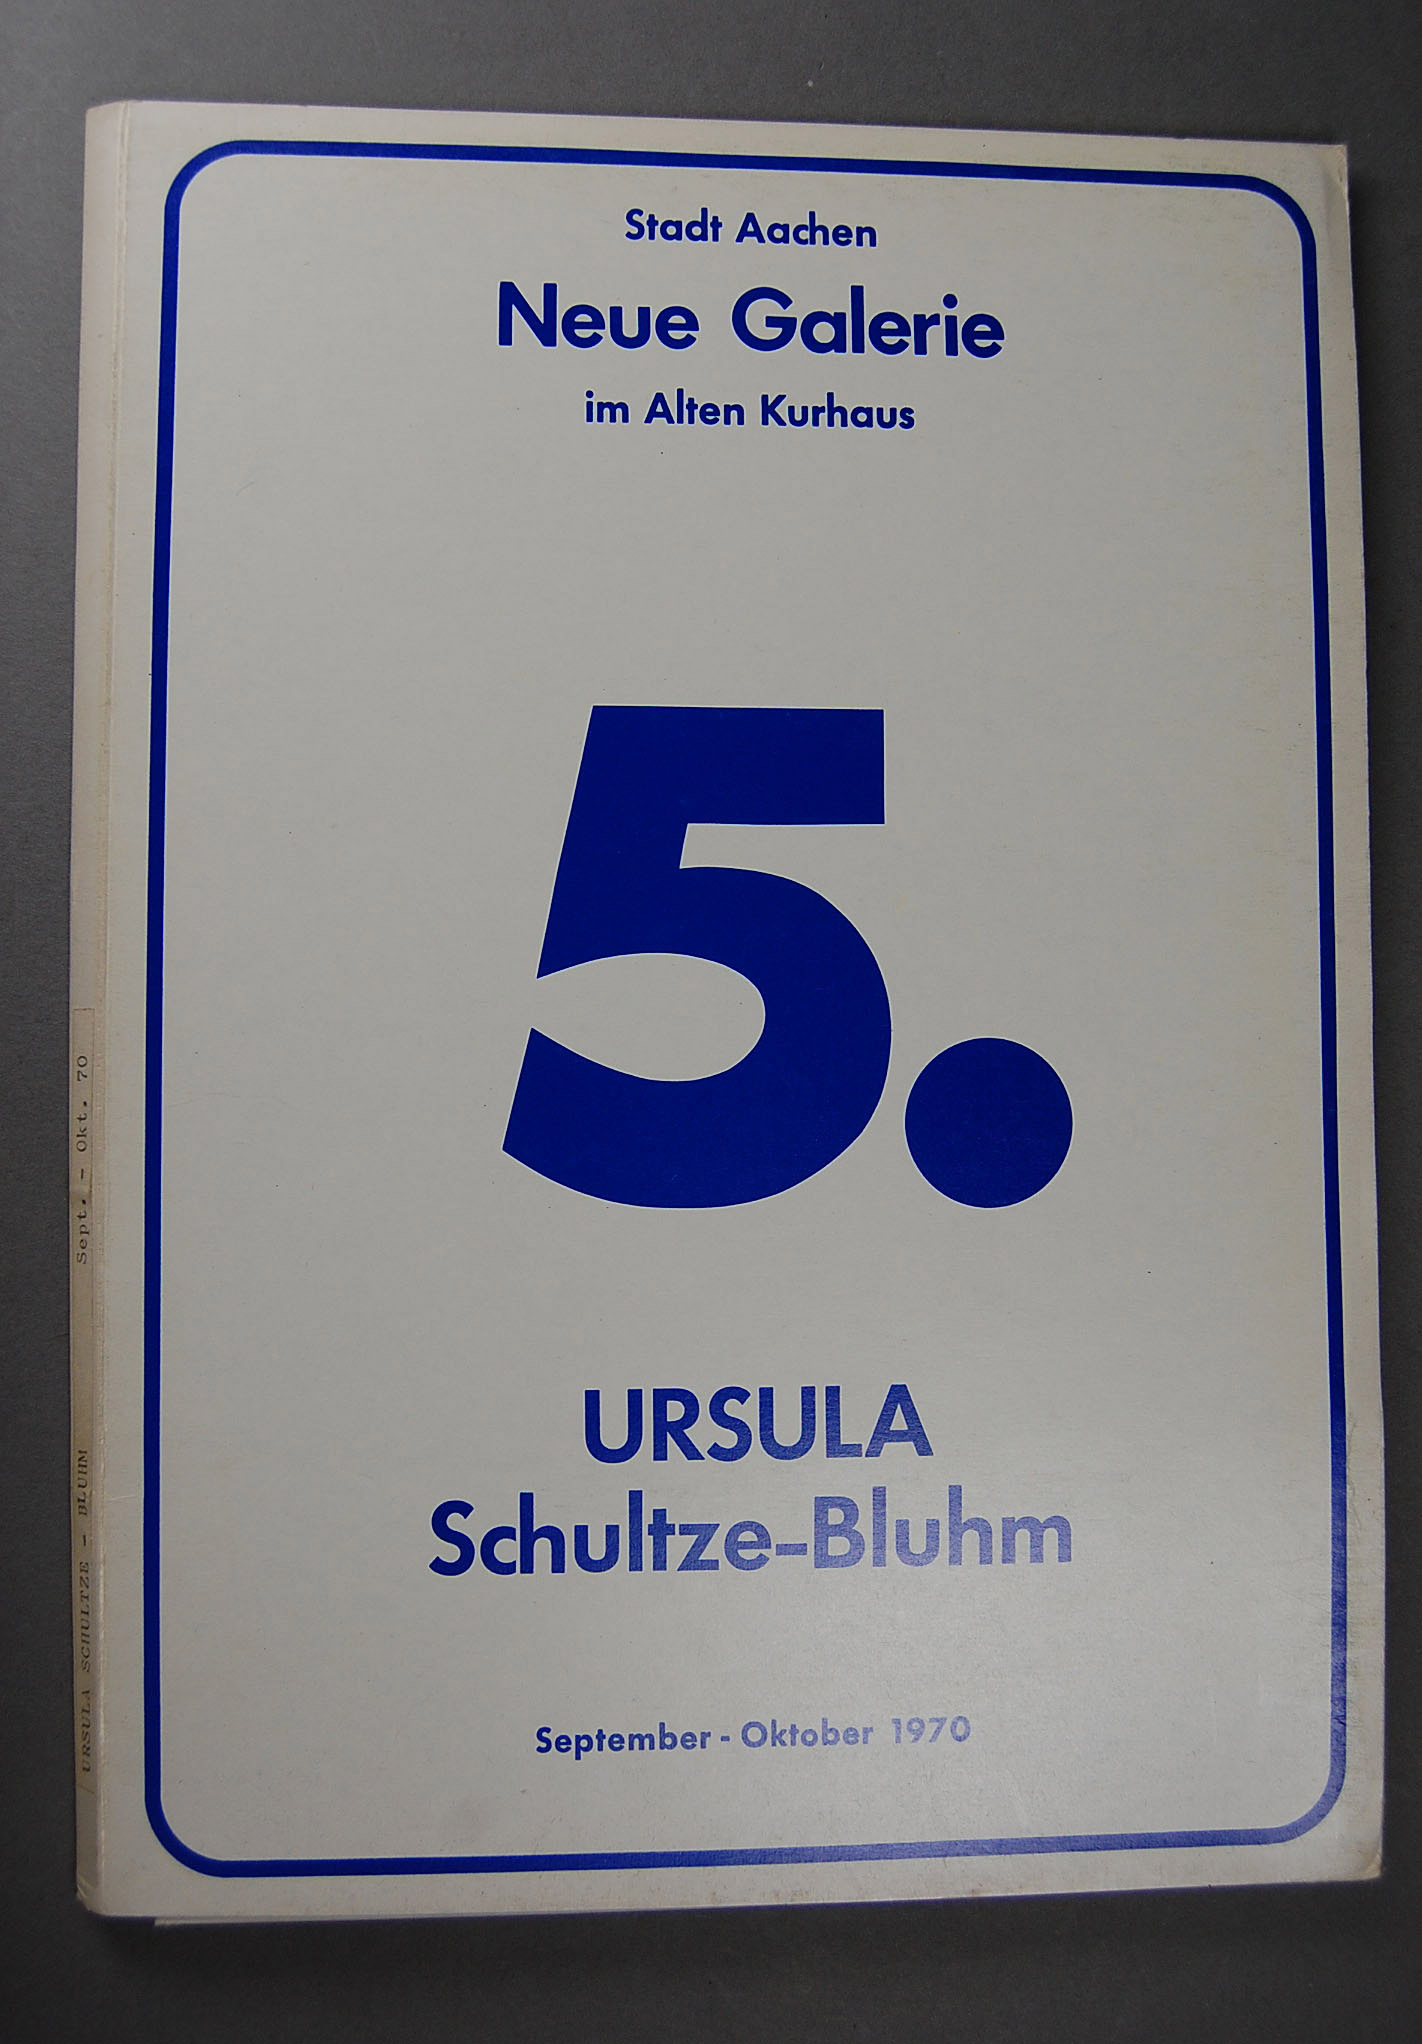 Stadt Aachen
Neue Galerie
im Alten Kurhaus
5.
URSULA
Schultze-Bluhm
September - Oktober 1970
URSULA SCHULTZE - BLUHM Sept. - Okt. 70